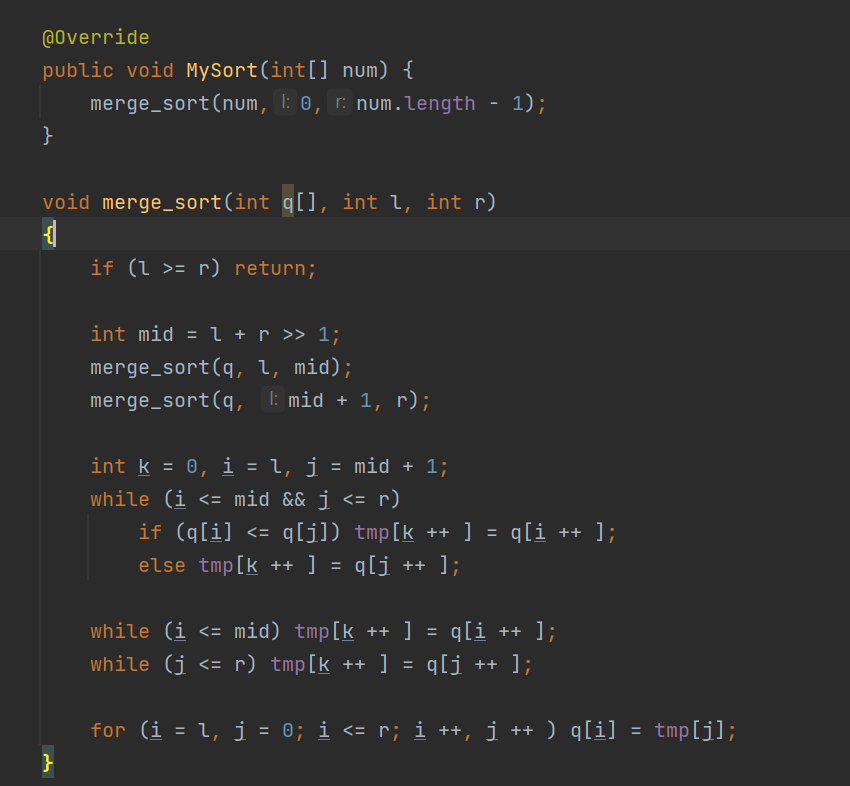 @Override
public void MySort(int[] num) {
    merge_sort(num, l: 0, r: num.length - 1);
}

void merge_sort(int q[], int l, int r)
{
    if (l >= r) return;

    int mid = l + r >> 1;
    merge_sort(q, l, mid);
    merge_sort(q, l: mid + 1, r);

    int k = 0, i = l, j = mid + 1;
    while (i <= mid && j <= r)
        if (q[i] <= q[j]) tmp[k ++ ] = q[i ++ ];
        else tmp[k ++ ] = q[j ++ ];

    while (i <= mid) tmp[k ++ ] = q[i ++ ];
    while (j <= r) tmp[k ++ ] = q[j ++ ];

    for (i = l, j = 0; i <= r; i ++, j ++ ) q[i] = tmp[j];
}